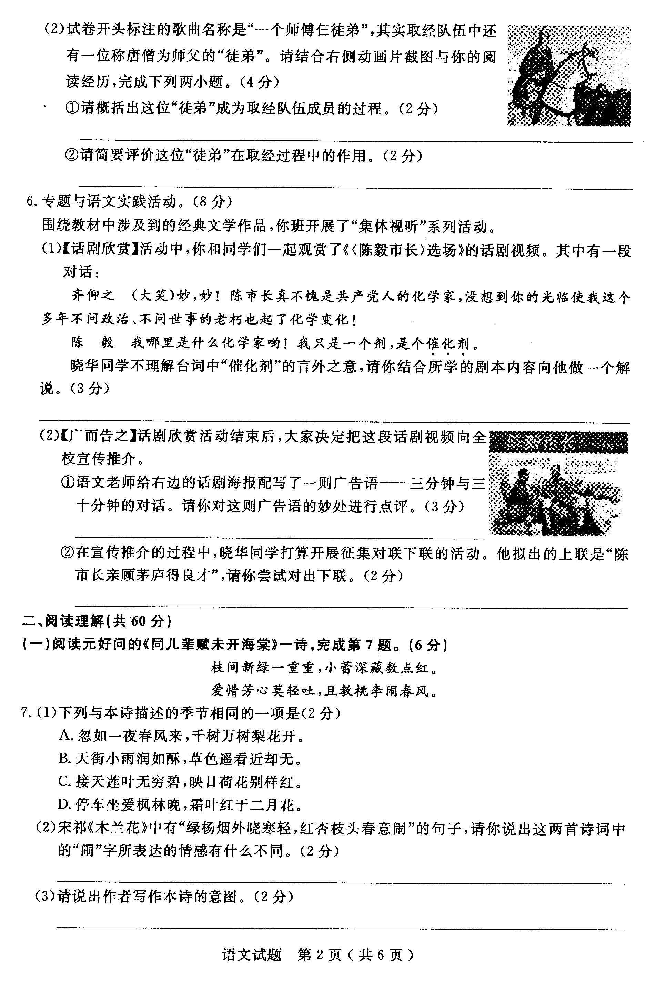 (2)试卷开头标注的歌曲名称是“一个师傅仨徒弟”,其实取经队伍中还
有一位称唐僧为师父的“徒弟”。请结合右侧动画片截图与你的阅
读经历,完成下列两小题。(4 分)
①请概括出这位“徒弟”成为取经队伍成员的过程。(2 分)
②请简要评价这位“徒弟”在取经过程中的作用。(2 分)
6. 专题与语文实践活动。(8 分)
围绕教材中涉及到的经典文学作品,你班开展了“集体视听”系列活动。
(1)【话剧欣赏】活动中,你和同学们一起观赏了《〈陈毅市长〉选场》的话剧视频。其中有一段
对话:
齐仰之 (大笑)妙,妙! 陈市长真不愧是共产党人的化学家,没想到你的光临使我这个
多年不问政治、不问世事的老朽也起了化学变化!
陈 毅 我哪里是什么化学家哟! 我只是一个剂,是个催化剂。
晓华同学不理解台词中“催化剂”的言外之意,请你结合所学的剧本内容向他做一个解
说。(3 分)
(2)【广而告之】话剧欣赏活动结束后,大家决定把这段话剧视频向全
校宣传推介。
陈毅市长
①语文老师给右边的话剧海报配写了一则广告语——三分钟与三
十分钟的对话。请你对这则广告语的妙处进行点评。(3 分)
②在宣传推介的过程中,晓华同学打算开展征集对联下联的活动。他拟出的上联是“陈
市长亲顾茅庐得良才”,请你尝试对出下联。(2 分)
二、阅读理解(共 60 分)
(一)阅读元好问的《同儿辈赋未开海棠》一诗,完成第 7 题。(6 分)
枝间新绿一重重,小蕾深藏数点红。
爱惜芳心莫轻吐,且教桃李闹春风。
7. (1)下列与本诗描述的季节相同的一项是(2 分)
A. 忽如一夜春风来,千树万树梨花开。
B. 天街小雨润如酥,草色遥看近却无。
C. 接天莲叶无穷碧,映日荷花别样红。
D. 停车坐爱枫林晚,霜叶红于二月花。
(2)宋祁《木兰花》中有“绿杨烟外晓寒轻,红杏枝头春意闹”的句子,请你说出这两首诗词中
的“闹”字所表达的情感有什么不同。(2 分)
(3)请说出作者写作本诗的意图。(2 分)
语文试题 第 2 页 ( 共 6 页 )